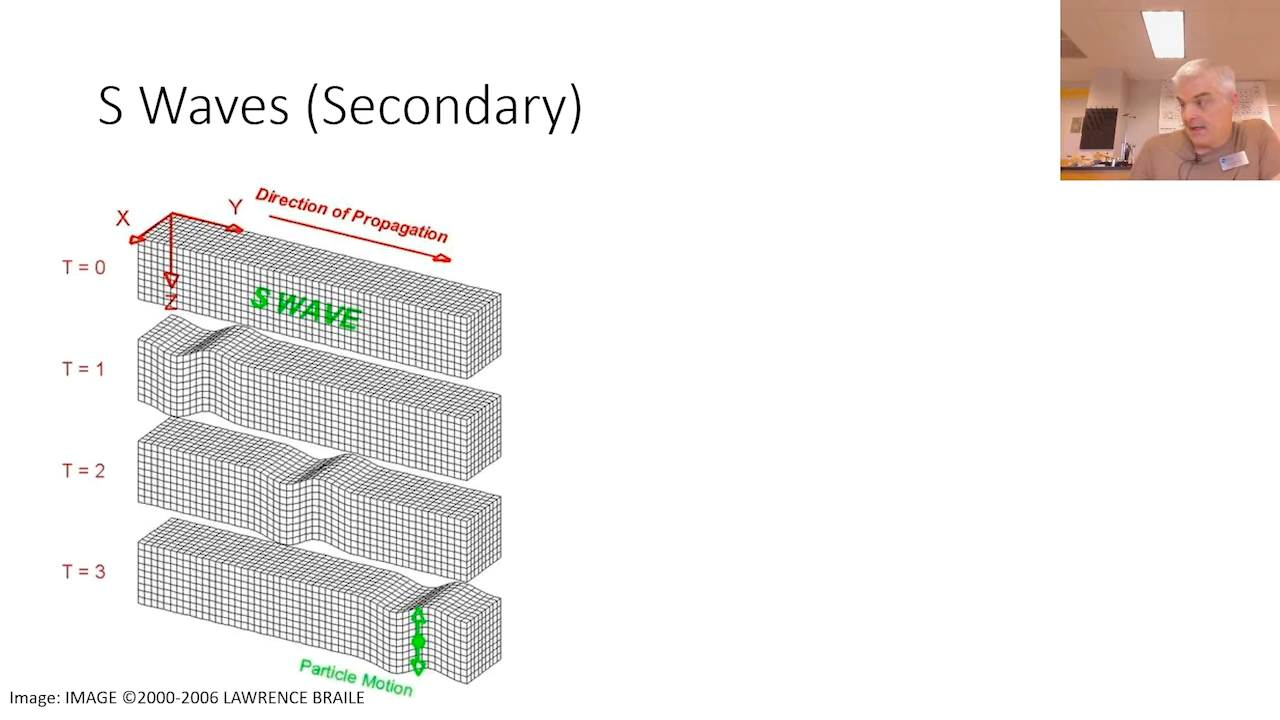 S Waves (Secondary)
Direction of Propagation
X
Y
Z
T = 0
S WAVE
T = 1
T = 2
T = 3
Particle Motion
Image: IMAGE ©2000-2006 LAWRENCE BRAILE